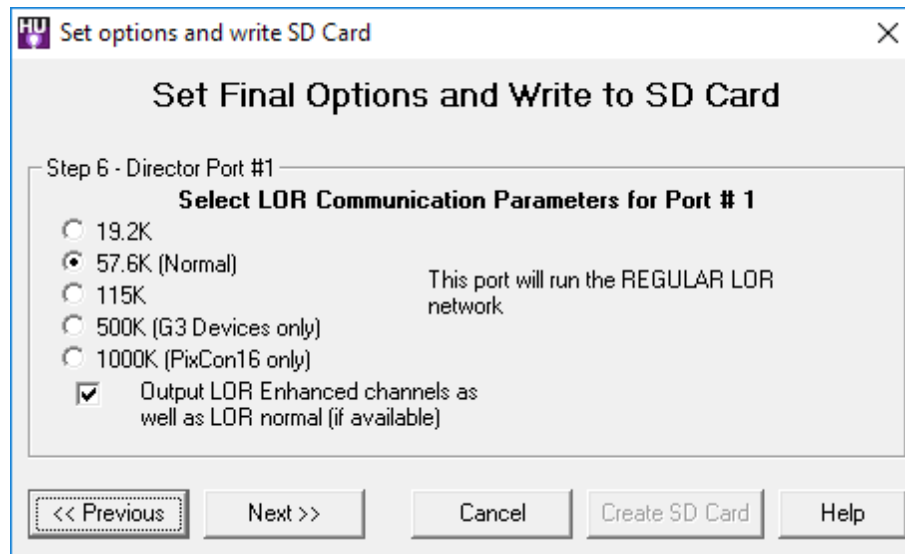 HU Set options and write SD Card
Set Final Options and Write to SD Card
Step 6 - Director Port #1
Select LOR Communication Parameters for Port # 1
19.2K
57.6K (Normal)
115K
500K (G3 Devices only)
1000K (PixCon16 only)
This port will run the REGULAR LOR
network
Output LOR Enhanced channels as
well as LOR normal (if available)
<< Previous
Next >>
Cancel
Create SD Card
Help